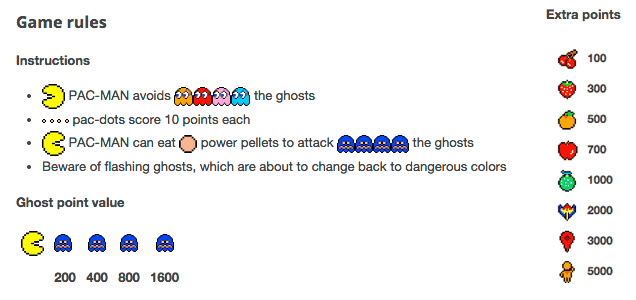 Game rules
Extra points
Instructions
100
PAC-MAN avoids the ghosts
300
pac-dots score 10 points each
500
PAC-MAN can eat power pellets to attack the ghosts
700
Beware of flashing ghosts, which are about to change back to dangerous colors
1000
Ghost point value
2000
3000
200 400 800 1600
5000